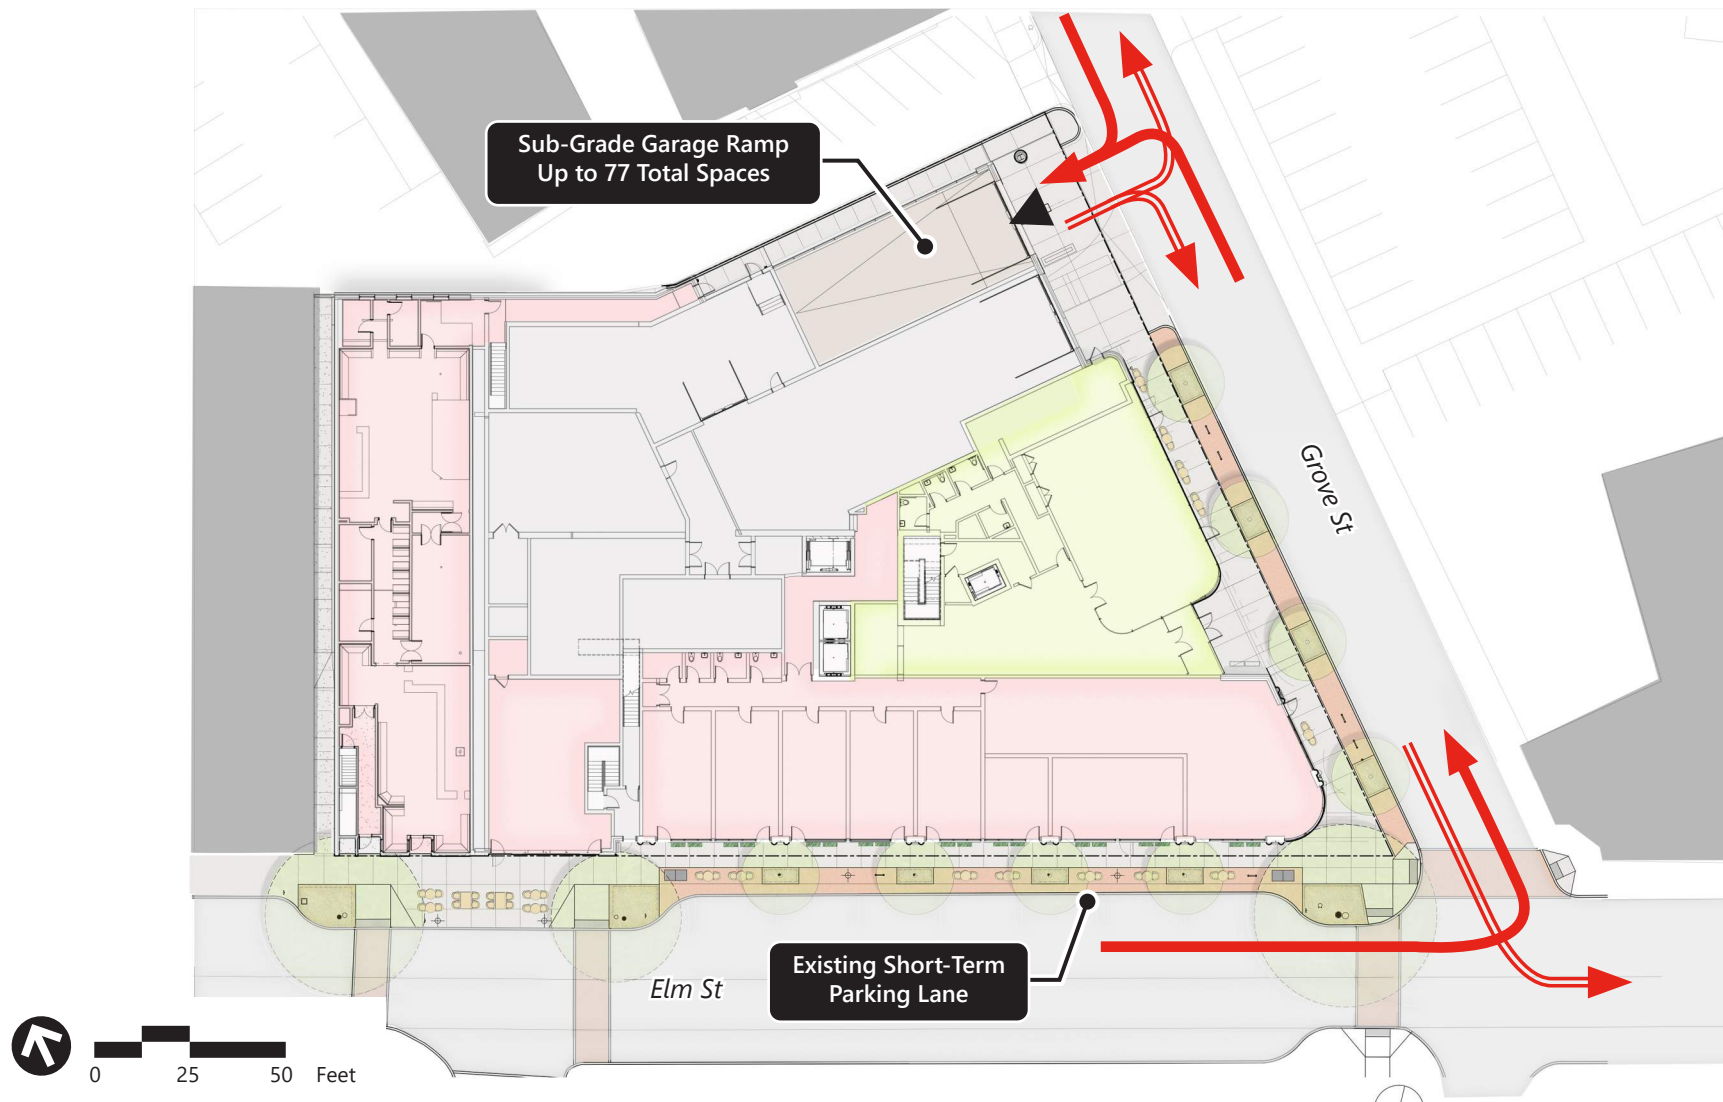 Sub-Grade Garage Ramp
Up to 77 Total Spaces
Grove St
Existing Short-Term
Parking Lane
Elm St
0 25 50 Feet